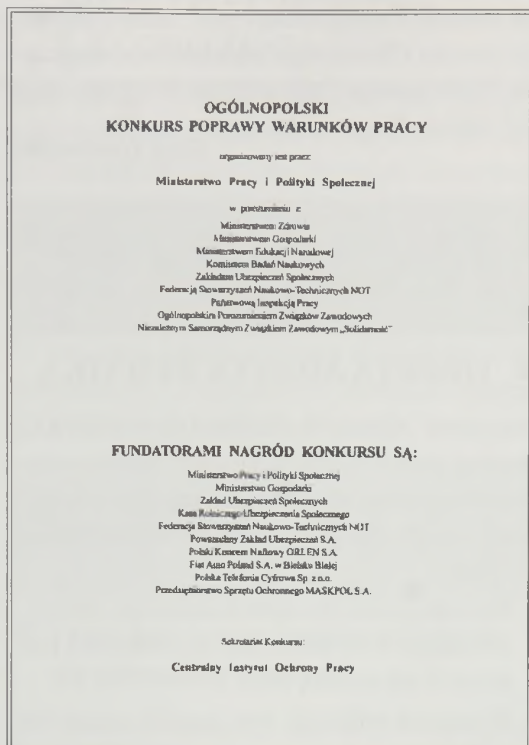 OGÓLNOPOLSKI
KONKURS POPRAWY WARUNKÓW PRACY
organizowany jest przez
Ministerstwo Pracy i Polityki Społecznej
w porozumieniu z
Ministerstwem Zdrowia
Ministerstwem Gospodarki
Ministerstwem Edukacji Narodowej
Komitetem Badań Naukowych
Zakładem Ubezpieczeń Społecznych
Federacją Stowarzyszeń Naukowo-Technicznych NOT
Państwową Inspekcją Pracy
Ogólnopolskim Porozumieniem Związków Zawodowych
Niezależnym Samorządnym Związkiem Zawodowym „Solidarność”
FUNDATORAMI NAGRÓD KONKURSU SĄ:
Ministerstwo Pracy i Polityki Społecznej
Ministerstwo Gospodarki
Zakład Ubezpieczeń Społecznych
Kasa Rolniczego Ubezpieczenia Społecznego
Federacja Stowarzyszeń Naukowo-Technicznych NOT
Powszechny Zakład Ubezpieczeń S.A.
Polski Koncern Naftowy ORLEN S.A.
Fiat Auto Poland S.A. w Bielsku Białej
Polska Telefonia Cyfrowa Sp. z o.o.
Przedsiębiorstwo Sprzętu Ochronnego MASKPOL S.A.
Sekretariat Konkursu:
Centralny Instytut Ochrony Pracy